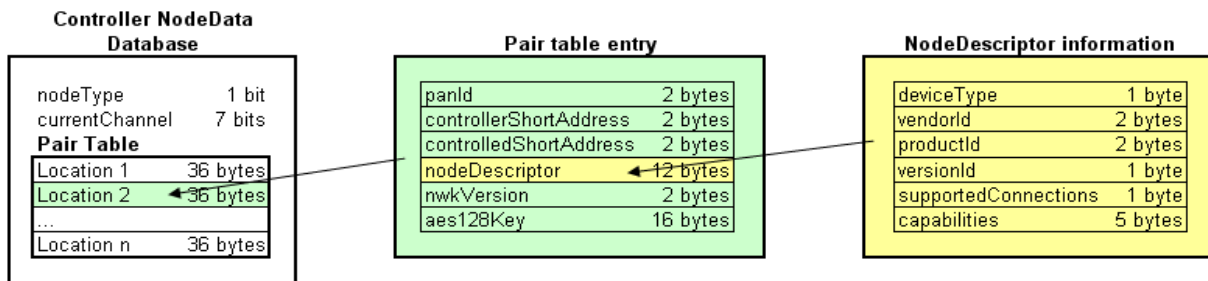 Controller NodeData
Database
nodeType 1 bit
currentChannel 7 bits
Pair Table
Location 1 36 bytes
Location 2 36 bytes
...
Location n 36 bytes
Pair table entry
panId 2 bytes
controllerShortAddress 2 bytes
controlledShortAddress 2 bytes
nodeDescriptor 12 bytes
nwkVersion 2 bytes
aes128Key 16 bytes
NodeDescriptor information
deviceType 1 byte
vendorId 2 bytes
productId 2 bytes
versionId 1 byte
supportedConnections 1 byte
capabilities 5 bytes